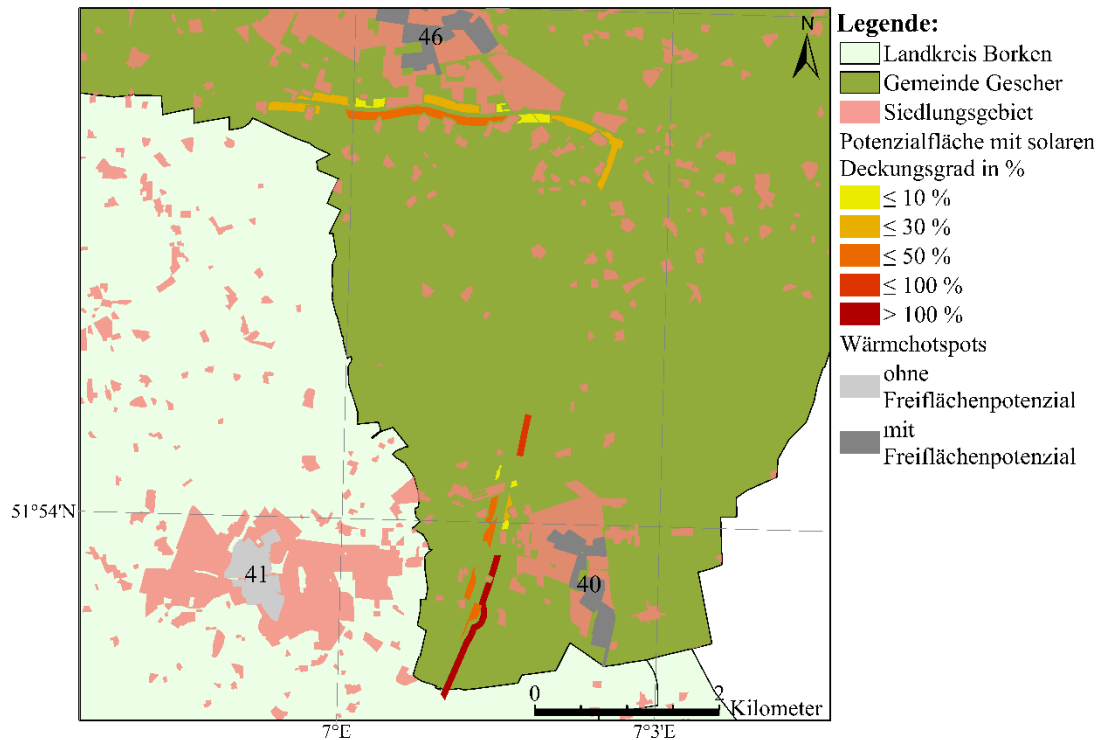 46
N
41
40
51°54'N
7°E
7°3'E
0
2
Kilometer
Legende:
Landkreis Borken
Gemeinde Gescher
Siedlungsgebiet
Potenzialfläche mit solaren
Deckungsgrad in %
≤ 10 %
≤ 30 %
≤ 50 %
≤ 100 %
> 100 %
Wärmchotspots
ohne
Freiflächenpotenzial
mit
Freiflächenpotenzial